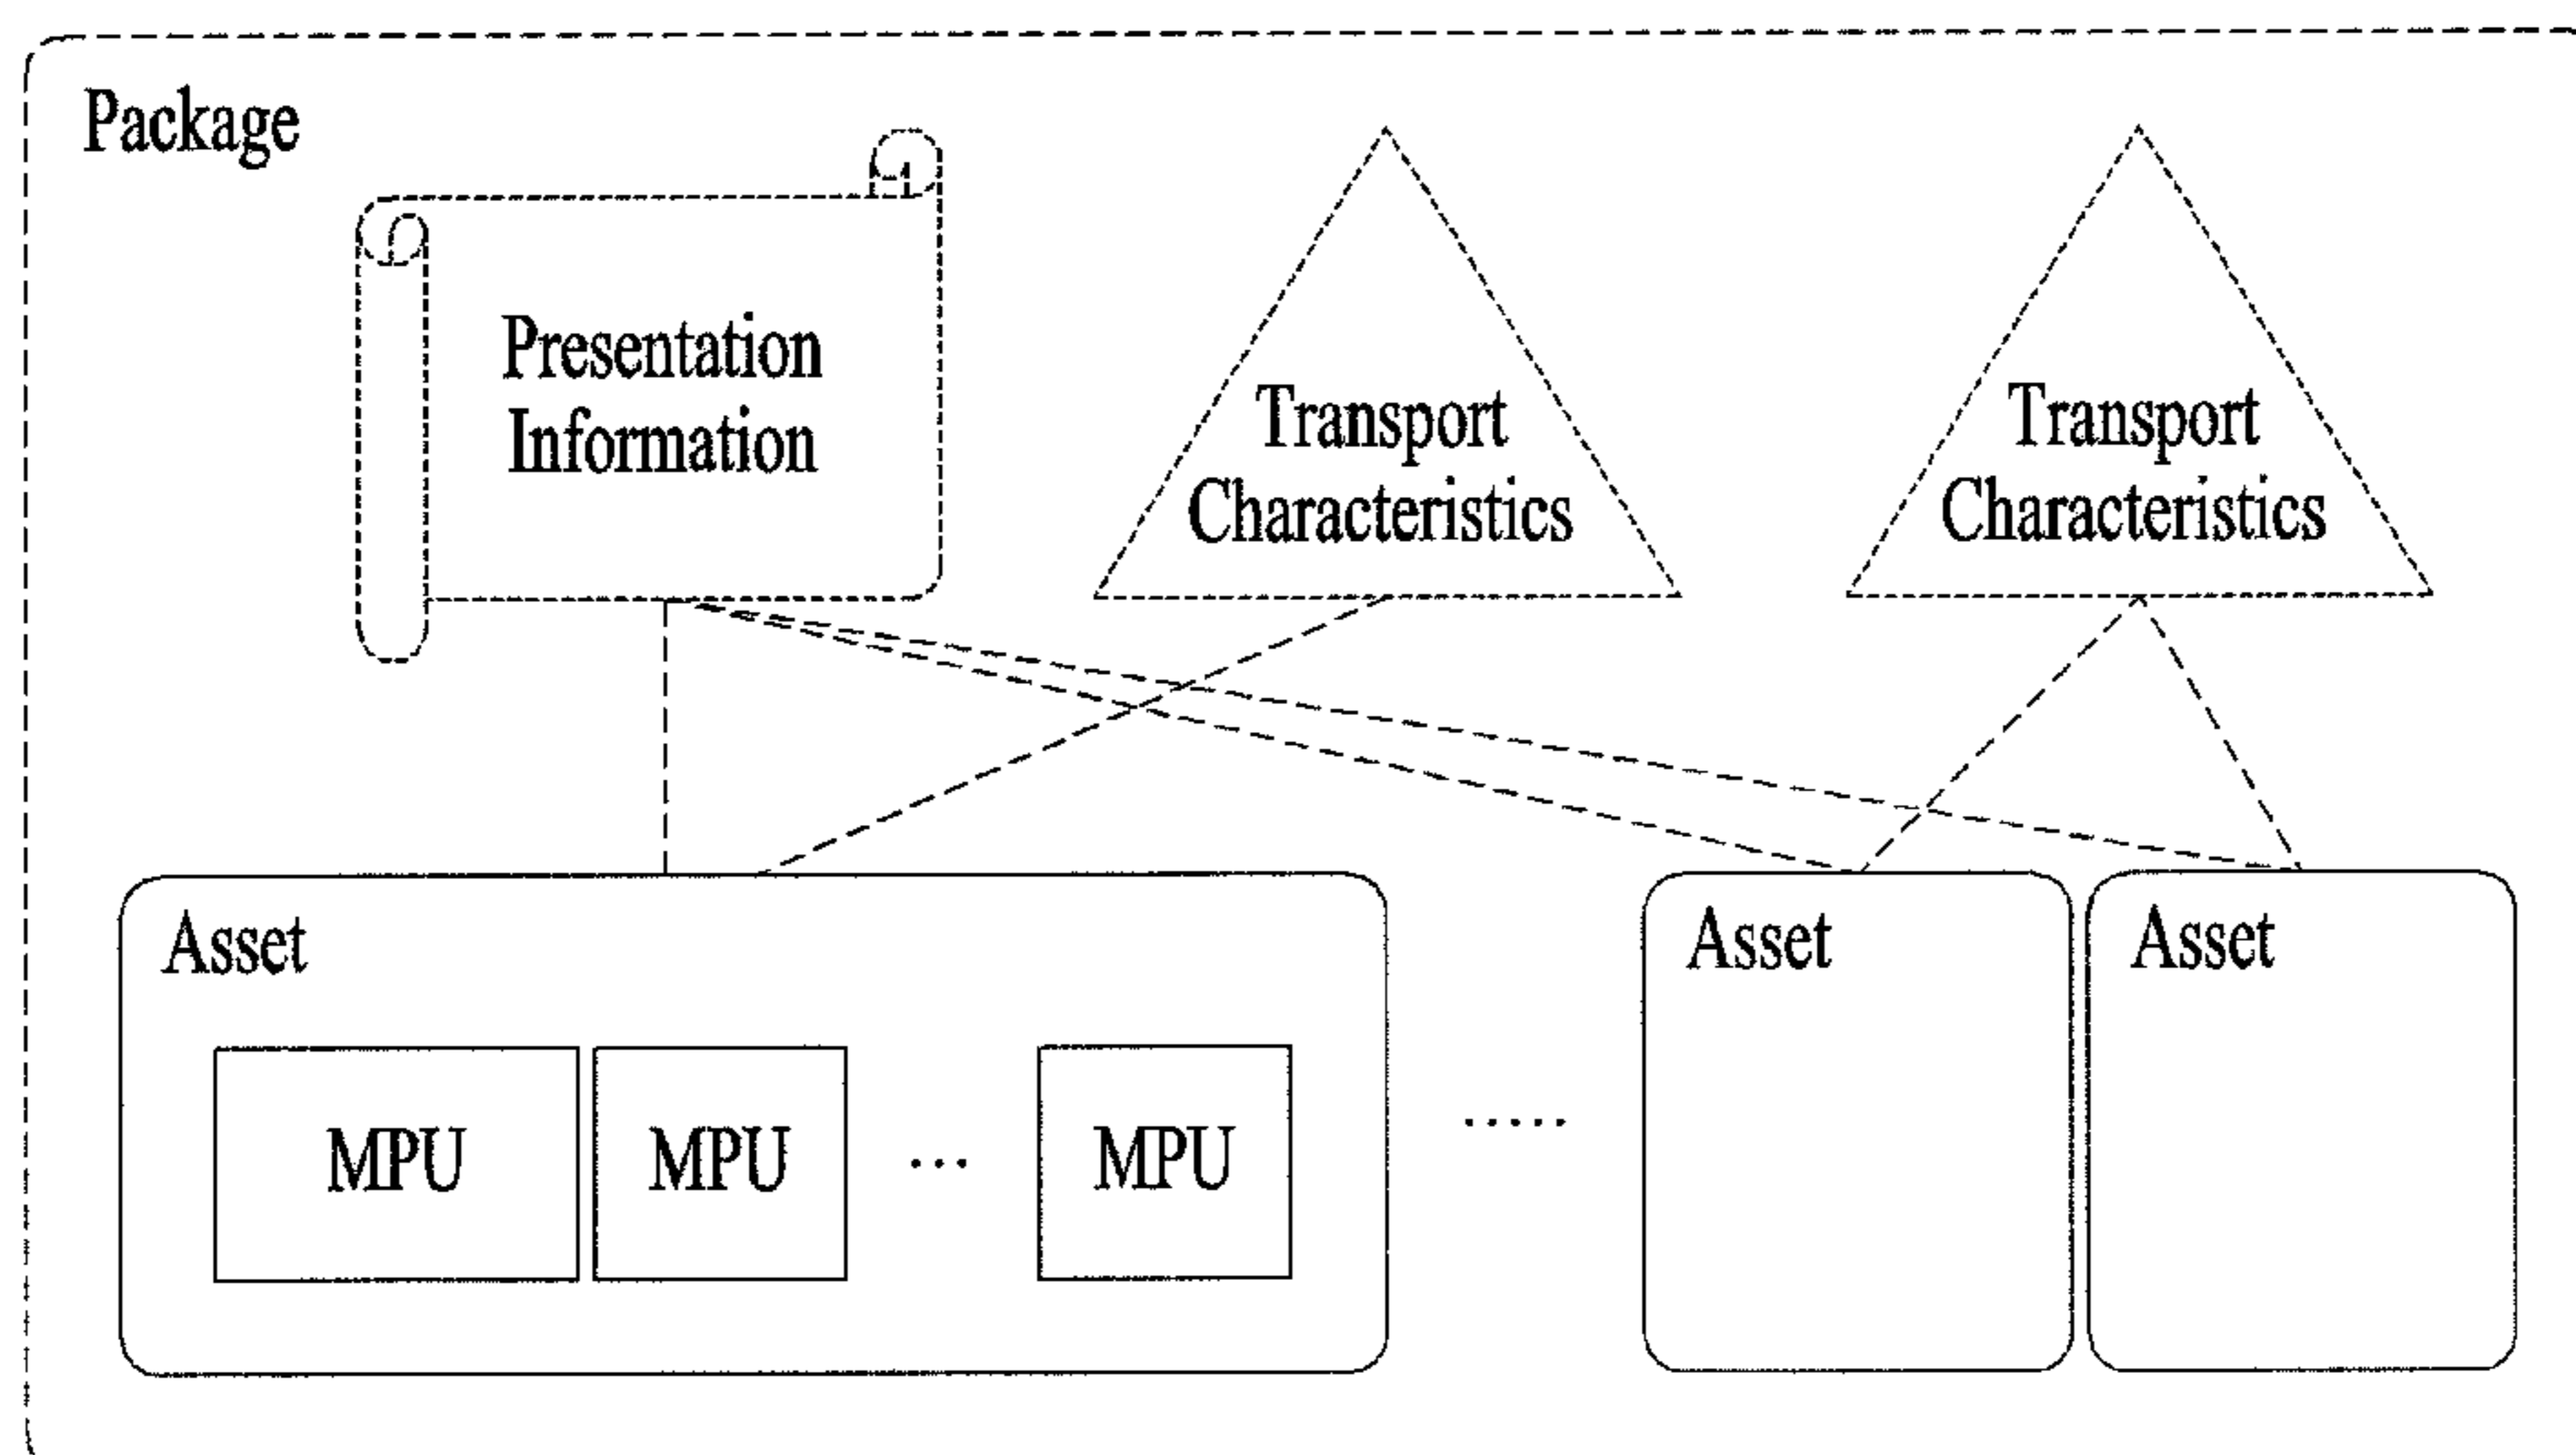 Package
Presentation
Information
Transport
Characteristics
Transport
Characteristics
Asset
MPU
MPU
...
MPU
.....
Asset
Asset